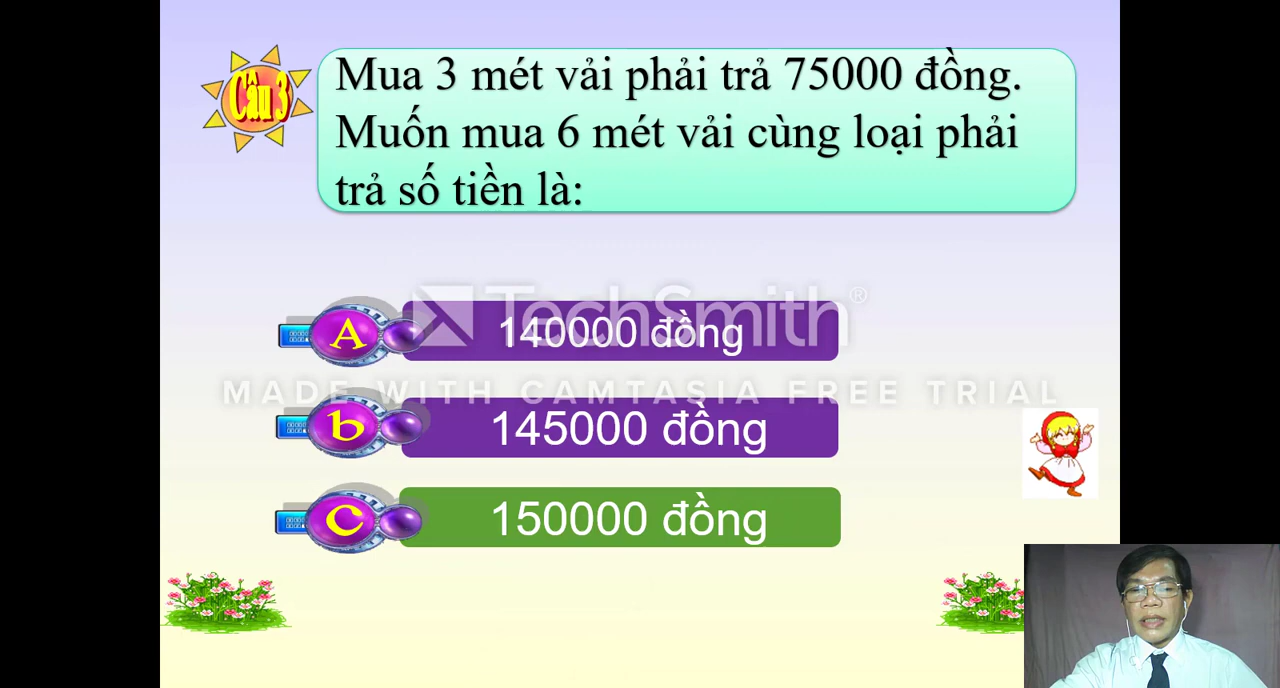 Câu 3
Mua 3 mét vải phải trả 75000 đồng.
Muốn mua 6 mét vải cùng loại phải
trả số tiền là:
A 140000 đồng
TechSmith®
MADE WITH CAMTASIA FREE TRIAL
b 145000 đồng
C 150000 đồng